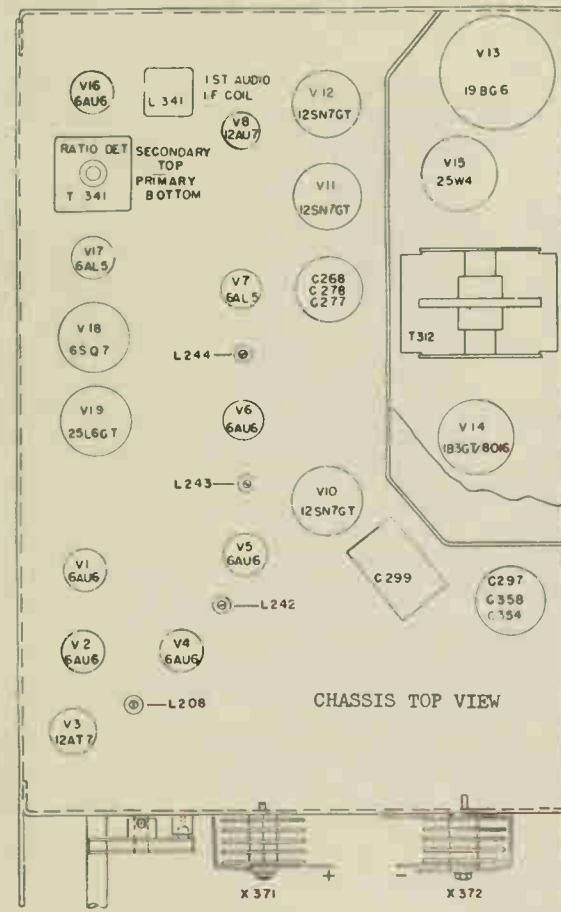 V16
6AU6
L 341
1ST AUDIO
I.F COIL
V8
12AU7
V12
12SN7GT
V13
19BG6
RATIO DET
T 341
SECONDARY
TOP
PRIMARY
BOTTOM
V11
12SN7GT
V15
25W4
V17
6AL5
V7
6AL5
C268
C278
C277
T312
V18
6SQ7
L244
V19
25L6GT
V6
6AU6
V14
1B3GT/8016
L243
V10
12SN7GT
V1
6AU6
V5
6AU6
C299
C297
C358
C354
L242
V2
6AU6
V4
6AU6
L208
CHASSIS TOP VIEW
V3
12AT7
+
-
X371
X372